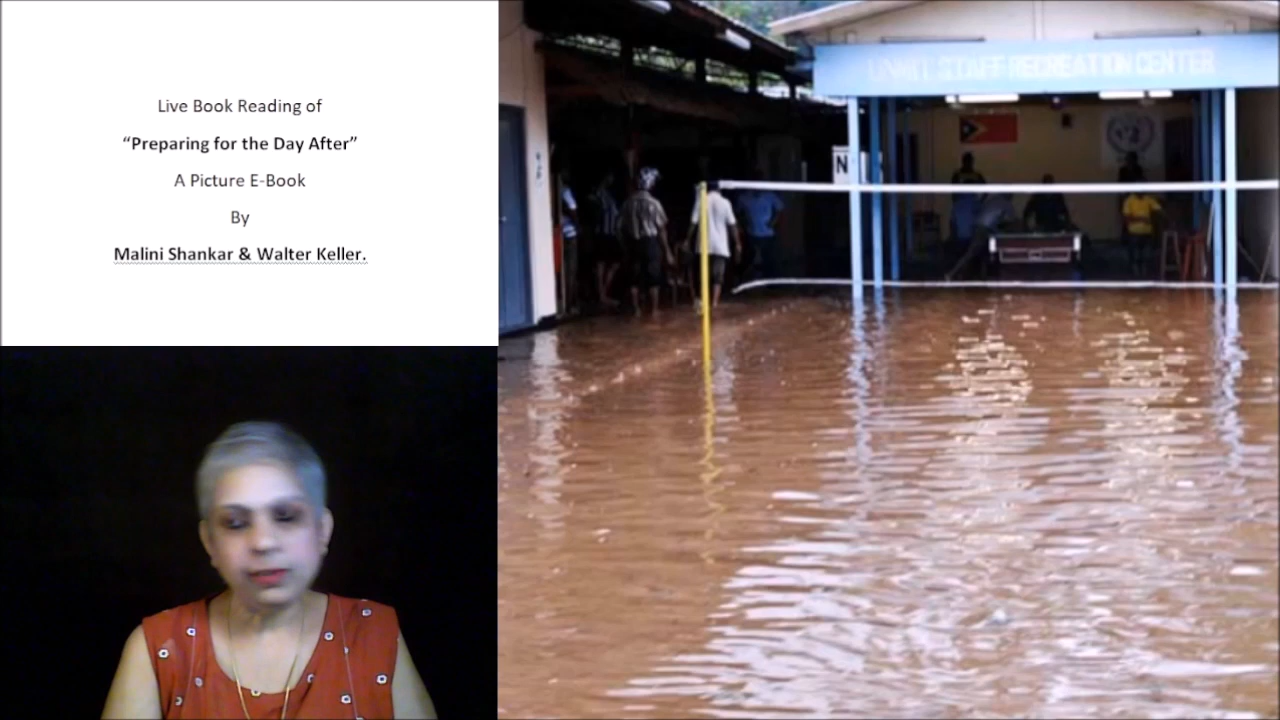 Live Book Reading of
“Preparing for the Day After”
A Picture E-Book
By
Malini Shankar & Walter Keller.
STAFF RECREATION CENTER
N